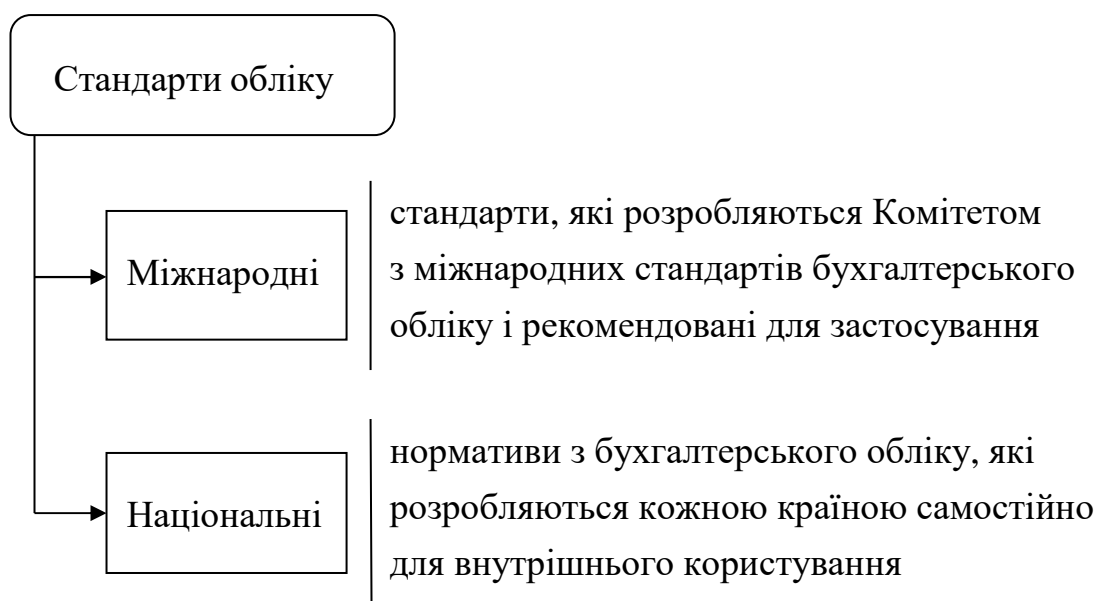 Стандарти обліку
Міжнародні
стандарти, які розробляються Комітетом
з міжнародних стандартів бухгалтерського
обліку і рекомендовані для застосування
Національні
нормативи з бухгалтерського обліку, які
розробляються кожною країною самостійно
для внутрішнього користування